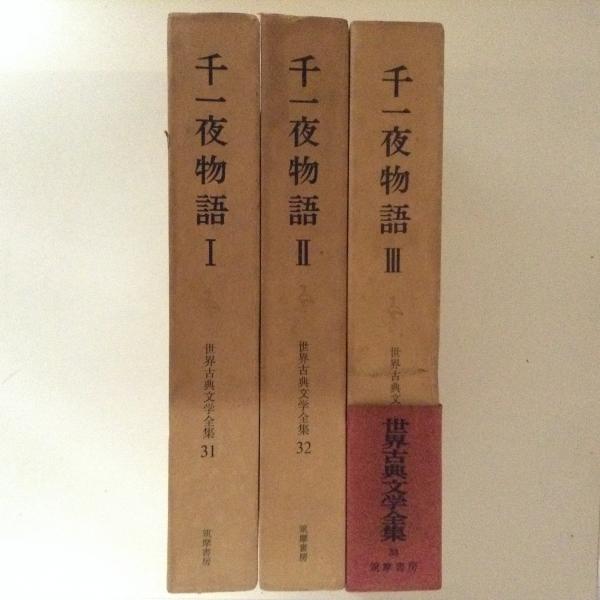 千一夜物語 I
世界古典文学全集 31
筑摩書房
千一夜物語 II
世界古典文学全集 32
筑摩書房
千一夜物語 III
世界古典文
世界古典文学全集
33
筑摩書房